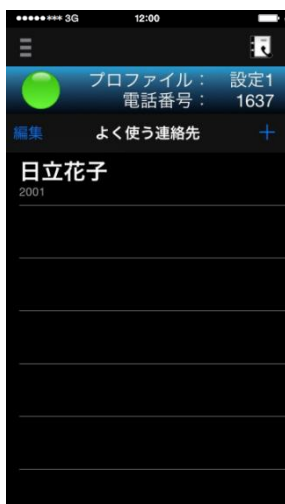 ●●●●●*** 3G 12:00
プロファイル： 設定1
電話番号： 1637
編集 よく使う連絡先 +
日立花子
2001